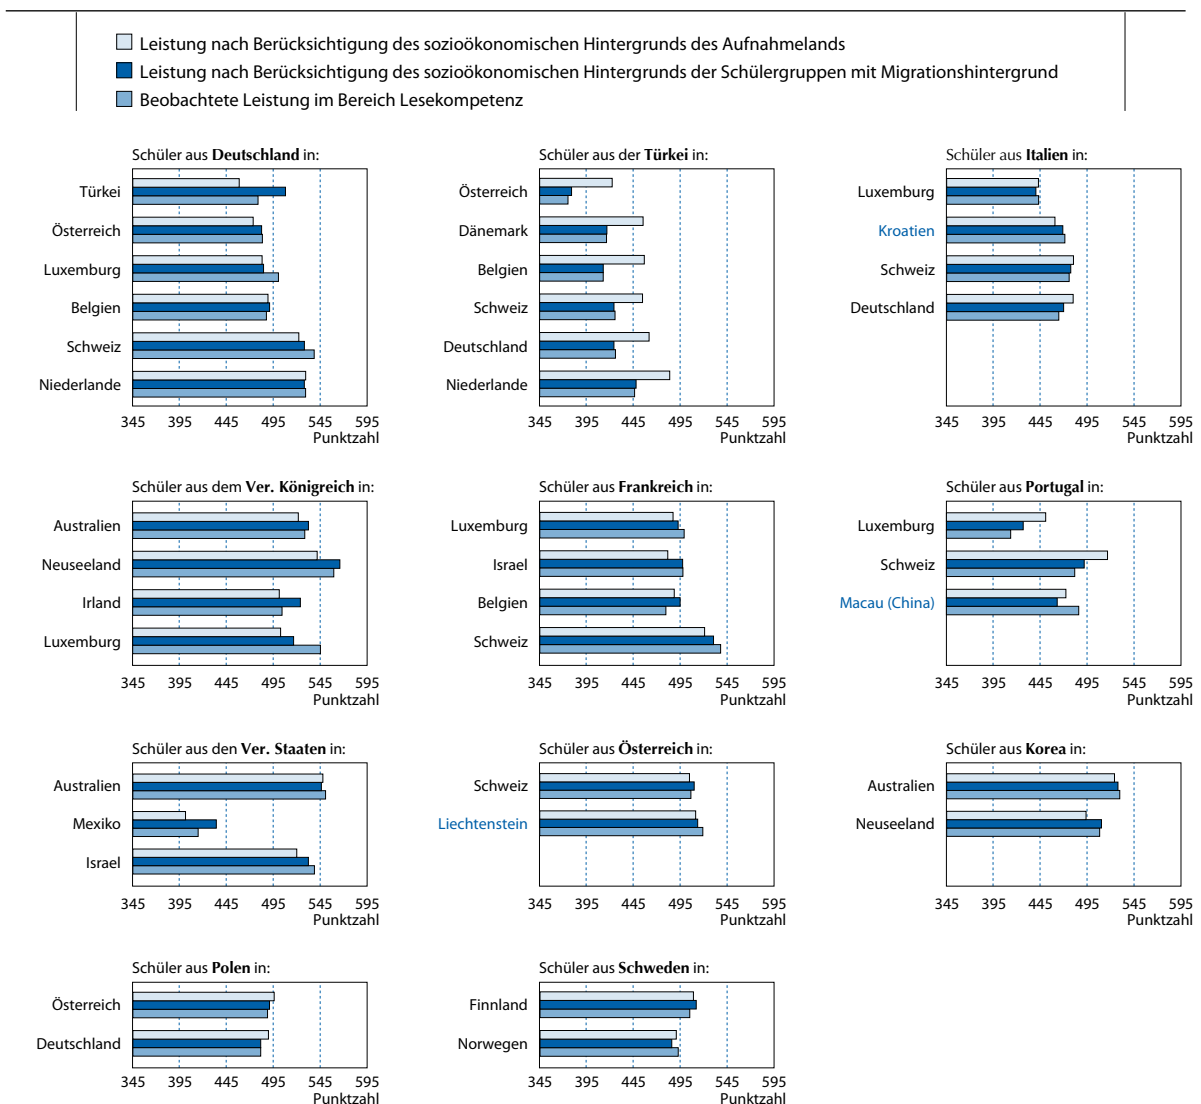 Leistung nach Berücksichtigung des sozioökonomischen Hintergrunds des Aufnahmelands
Leistung nach Berücksichtigung des sozioökonomischen Hintergrunds der Schülergruppen mit Migrationshintergrund
Beobachtete Leistung im Bereich Lesekompetenz
Schüler aus Deutschland in:
Türkei
Österreich
Luxemburg
Belgien
Schweiz
Niederlande
345 395 445 495 545 595
Punktzahl
Schüler aus der Türkei in:
Österreich
Dänemark
Belgien
Schweiz
Deutschland
Niederlande
345 395 445 495 545 595
Punktzahl
Schüler aus Italien in:
Luxemburg
Kroatien
Schweiz
Deutschland
345 395 445 495 545 595
Punktzahl
Schüler aus dem Ver. Königreich in:
Australien
Neuseeland
Irland
Luxemburg
345 395 445 495 545 595
Punktzahl
Schüler aus Frankreich in:
Luxemburg
Israel
Belgien
Schweiz
345 395 445 495 545 595
Punktzahl
Schüler aus Portugal in:
Luxemburg
Schweiz
Macau (China)
345 395 445 495 545 595
Punktzahl
Schüler aus den Ver. Staaten in:
Australien
Mexiko
Israel
345 395 445 495 545 595
Punktzahl
Schüler aus Österreich in:
Schweiz
Liechtenstein
345 395 445 495 545 595
Punktzahl
Schüler aus Korea in:
Australien
Neuseeland
345 395 445 495 545 595
Punktzahl
Schüler aus Polen in:
Österreich
Deutschland
345 395 445 495 545 595
Punktzahl
Schüler aus Schweden in:
Finnland
Norwegen
345 395 445 495 545 595
Punktzahl